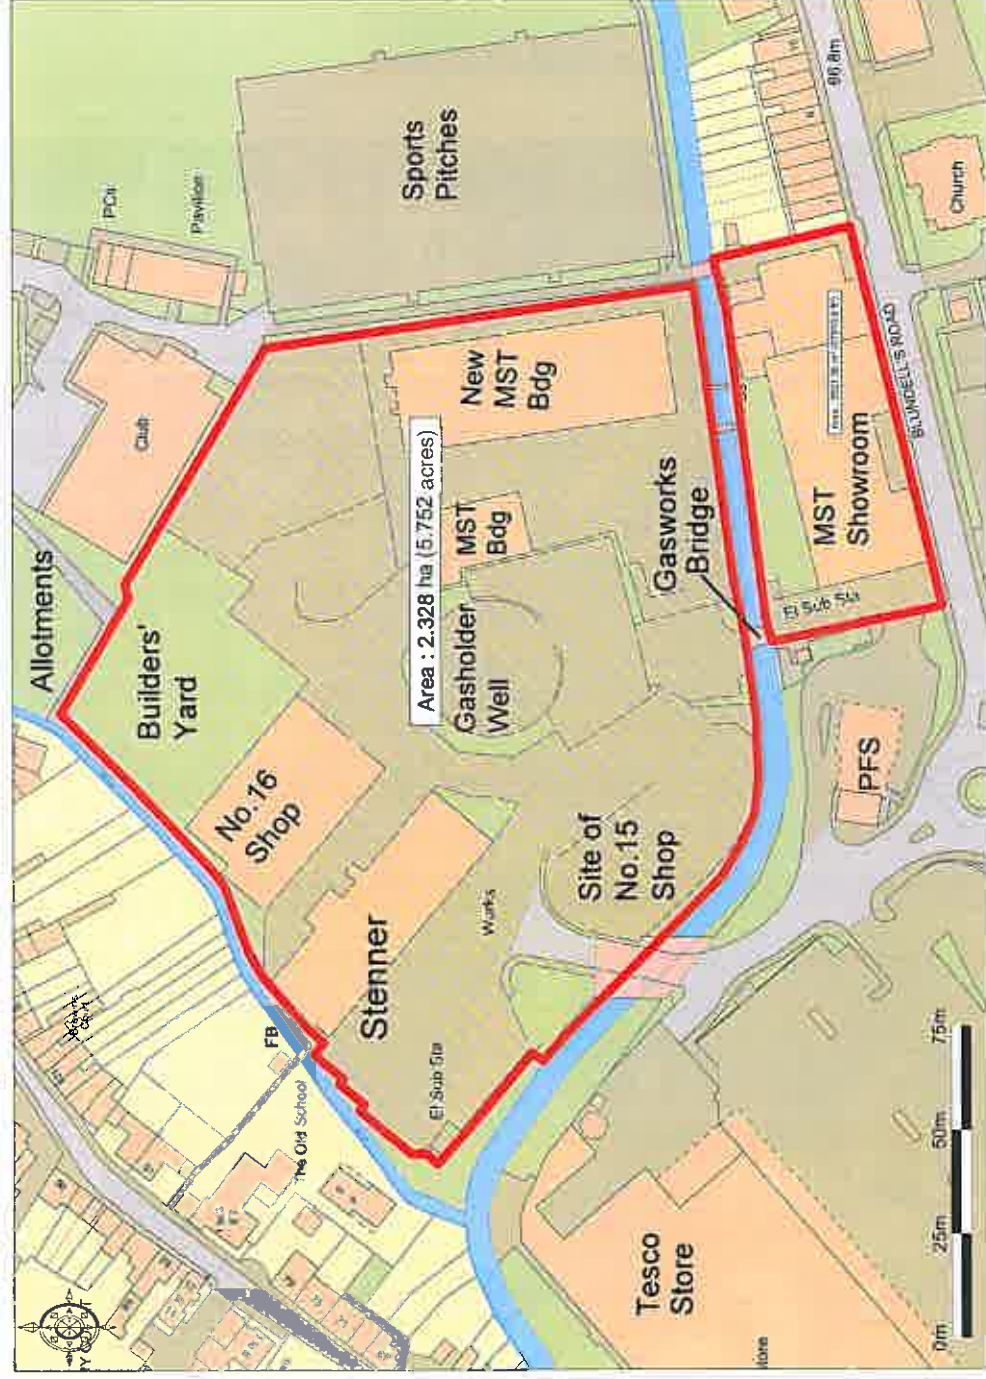 Allotments
Builders'
Yard
No.16
Shop
Stenner
FB
The Old School
El Sub Sta
Works
Site of
No.15
Shop
Gasholder
Well
Area : 2.328 ha (5.752 acres)
MST
Bdg
New
MST
Bdg
Club
PCs
Pavilion
Sports
Pitches
Gasworks
Bridge
MST
Showroom
El Sub Sta
BLUNDELL'S ROAD
66.8m
Church
PFS
Tesco
Store
0m
25m
50m
75m